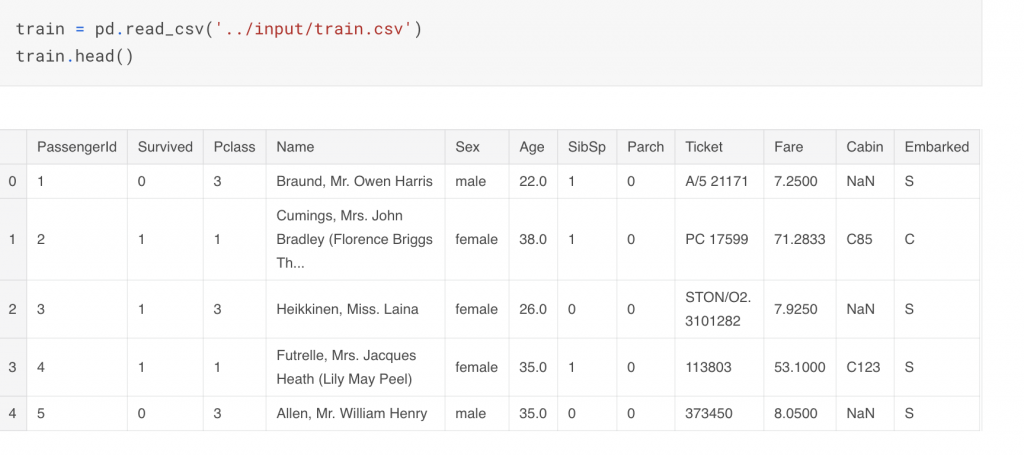 train = pd.read_csv('../input/train.csv')
train.head()
PassengerId Survived Pclass Name Sex Age SibSp Parch Ticket Fare Cabin Embarked
0 1 0 3 Braund, Mr. Owen Harris male 22.0 1 0 A/5 21171 7.2500 NaN S
Cumings, Mrs. John
1 2 1 1 Bradley (Florence Briggs female 38.0 1 0 PC 17599 71.2833 C85 C
Th...
STON/O2.
2 3 1 3 Heikkinen, Miss. Laina female 26.0 0 0 7.9250 NaN S
3101282
Futrelle, Mrs. Jacques
3 4 1 1 female 35.0 1 0 113803 53.1000 C123 S
Heath (Lily May Peel)
4 5 0 3 Allen, Mr. William Henry male 35.0 0 0 373450 8.0500 NaN S